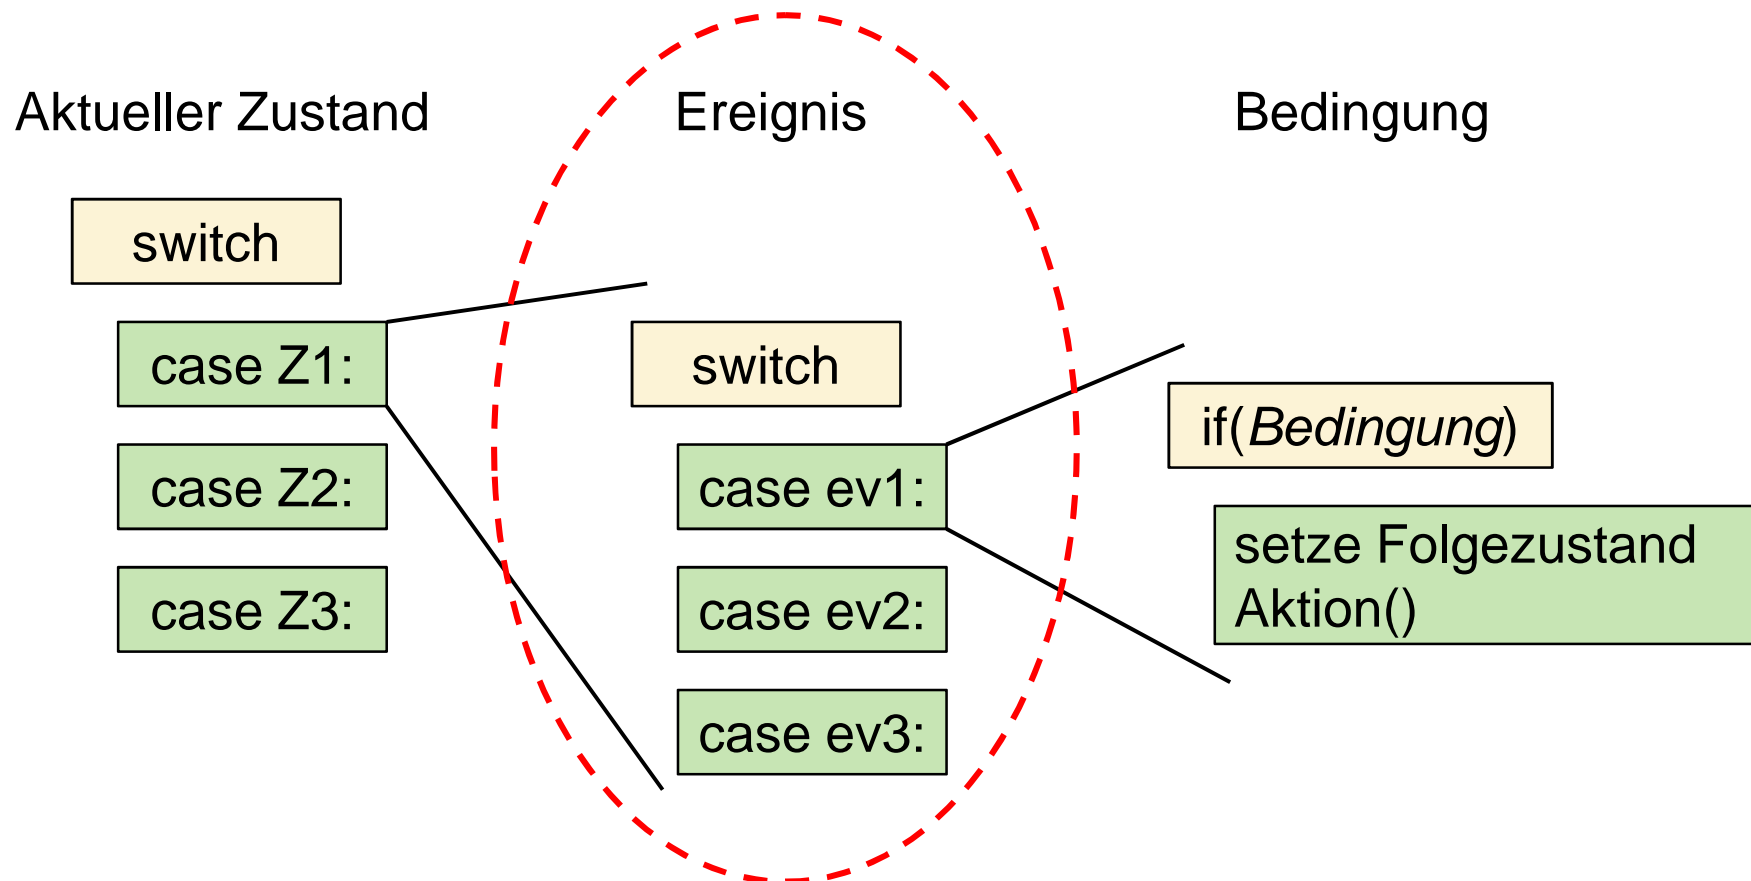 Aktueller Zustand
Ereignis
Bedingung
switch
case Z1:
case Z2:
case Z3:
switch
case ev1:
case ev2:
case ev3:
if(Bedingung)
setze Folgezustand
Aktion()